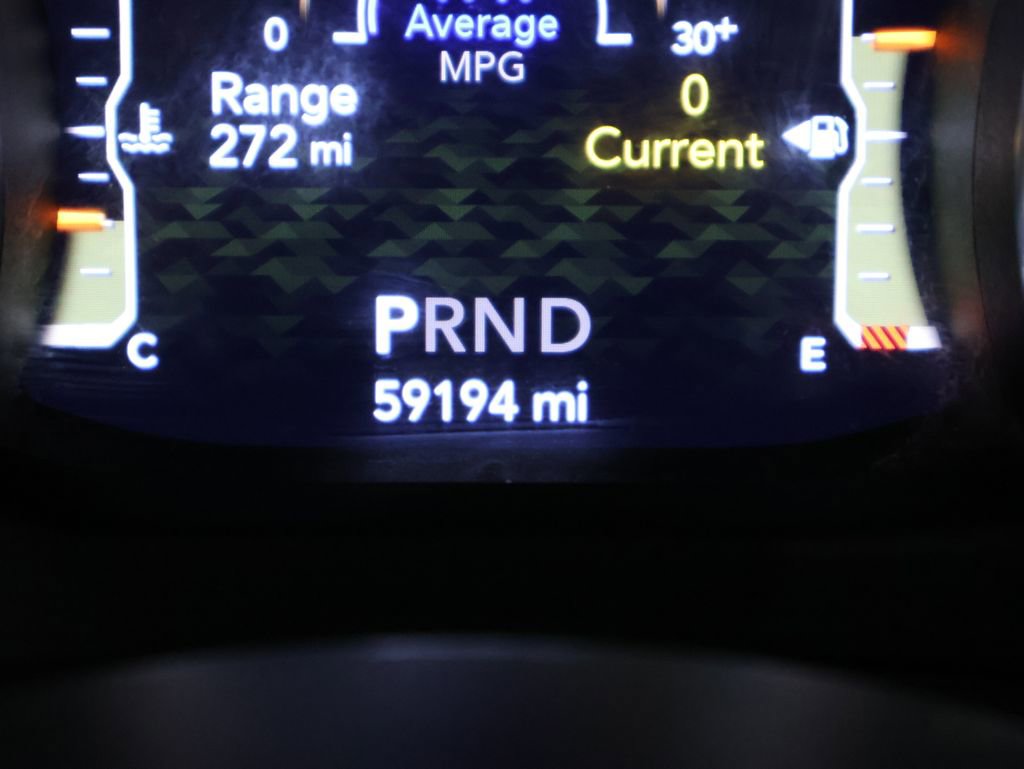 Average
MPG
0
30+
Range
272 mi
0
Current
PRND
59194 mi
C
E